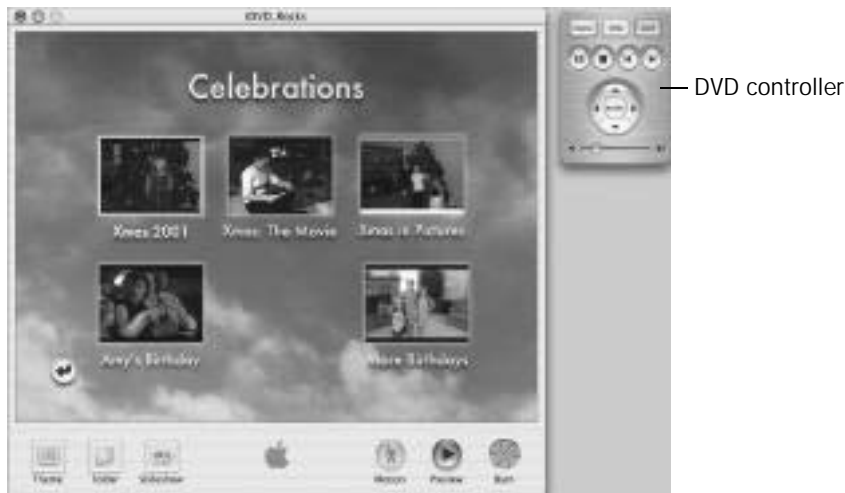 iDVD Rocks
Celebrations
DVD controller
Xmas 2001 Xmas: The Movie Xmas in Pictures
Amy's Birthday More Birthdays
Theme Folder Slideshow Motion Preview Burn